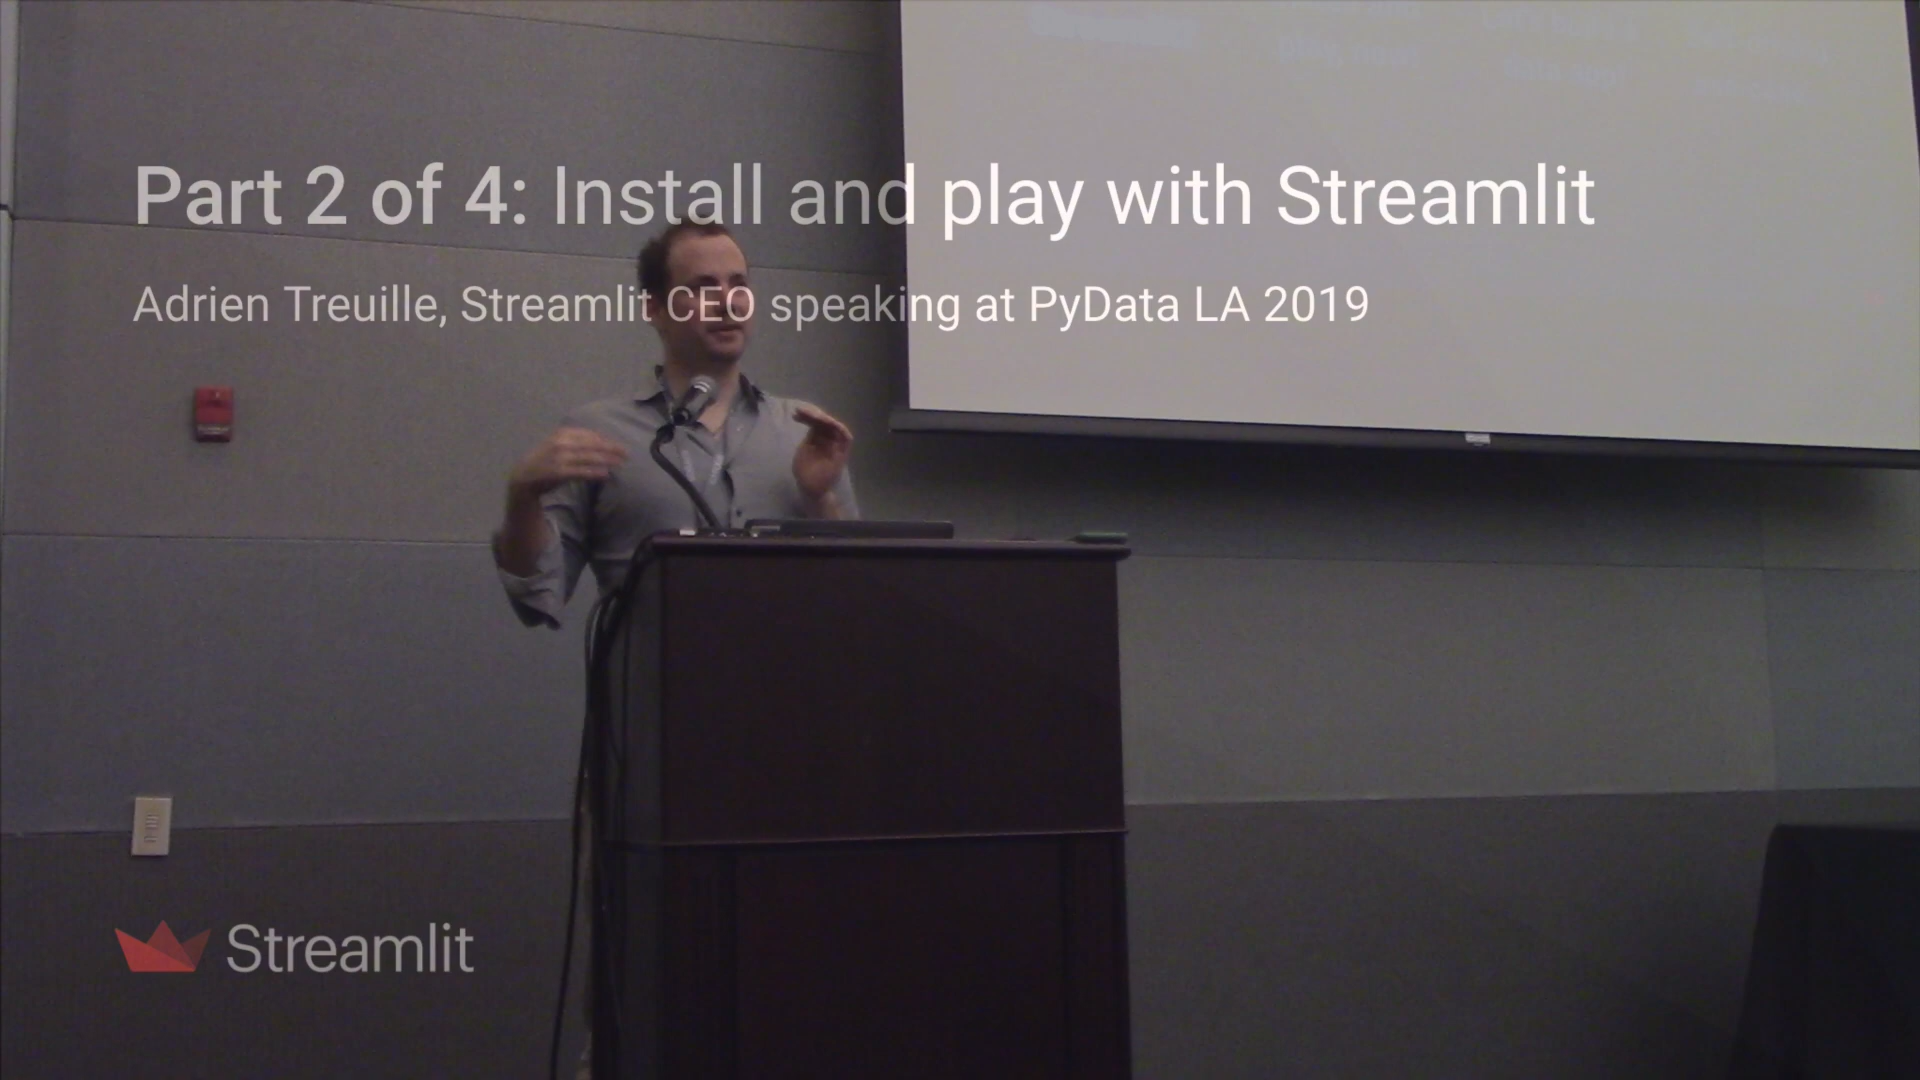 Part 2 of 4: Install and play with Streamlit
Adrien Treuille, Streamlit CEO speaking at PyData LA 2019
Streamlit